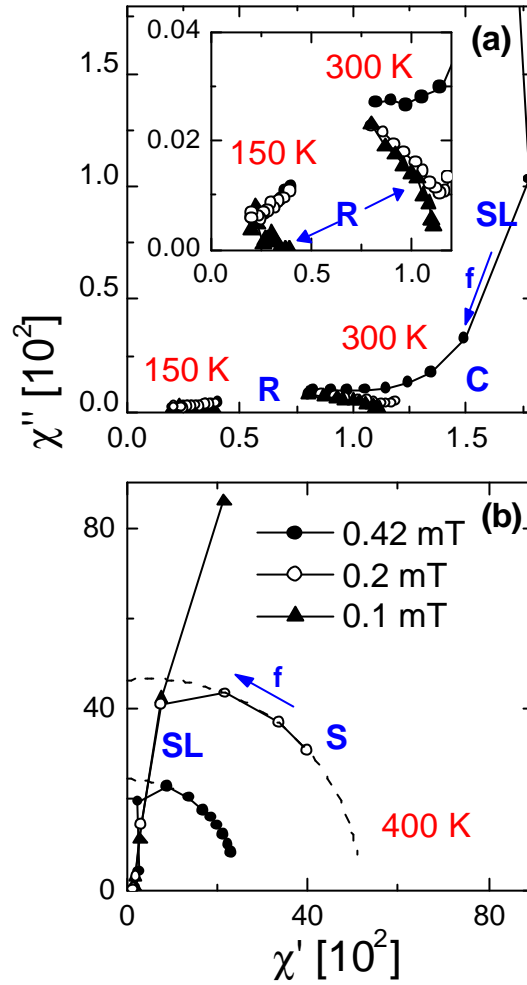 (a)
0.04
0.02
0.00
300 K
150 K
R
0.0 0.5 1.0
SL
f
300 K
C
150 K
R
1.5
1.0
0.5
0.0
0.0 0.5 1.0 1.5
χ'' [10²]
(b)
0.42 mT
0.2 mT
0.1 mT
f
S
SL
400 K
80
40
0
0 40 80
χ' [10²]